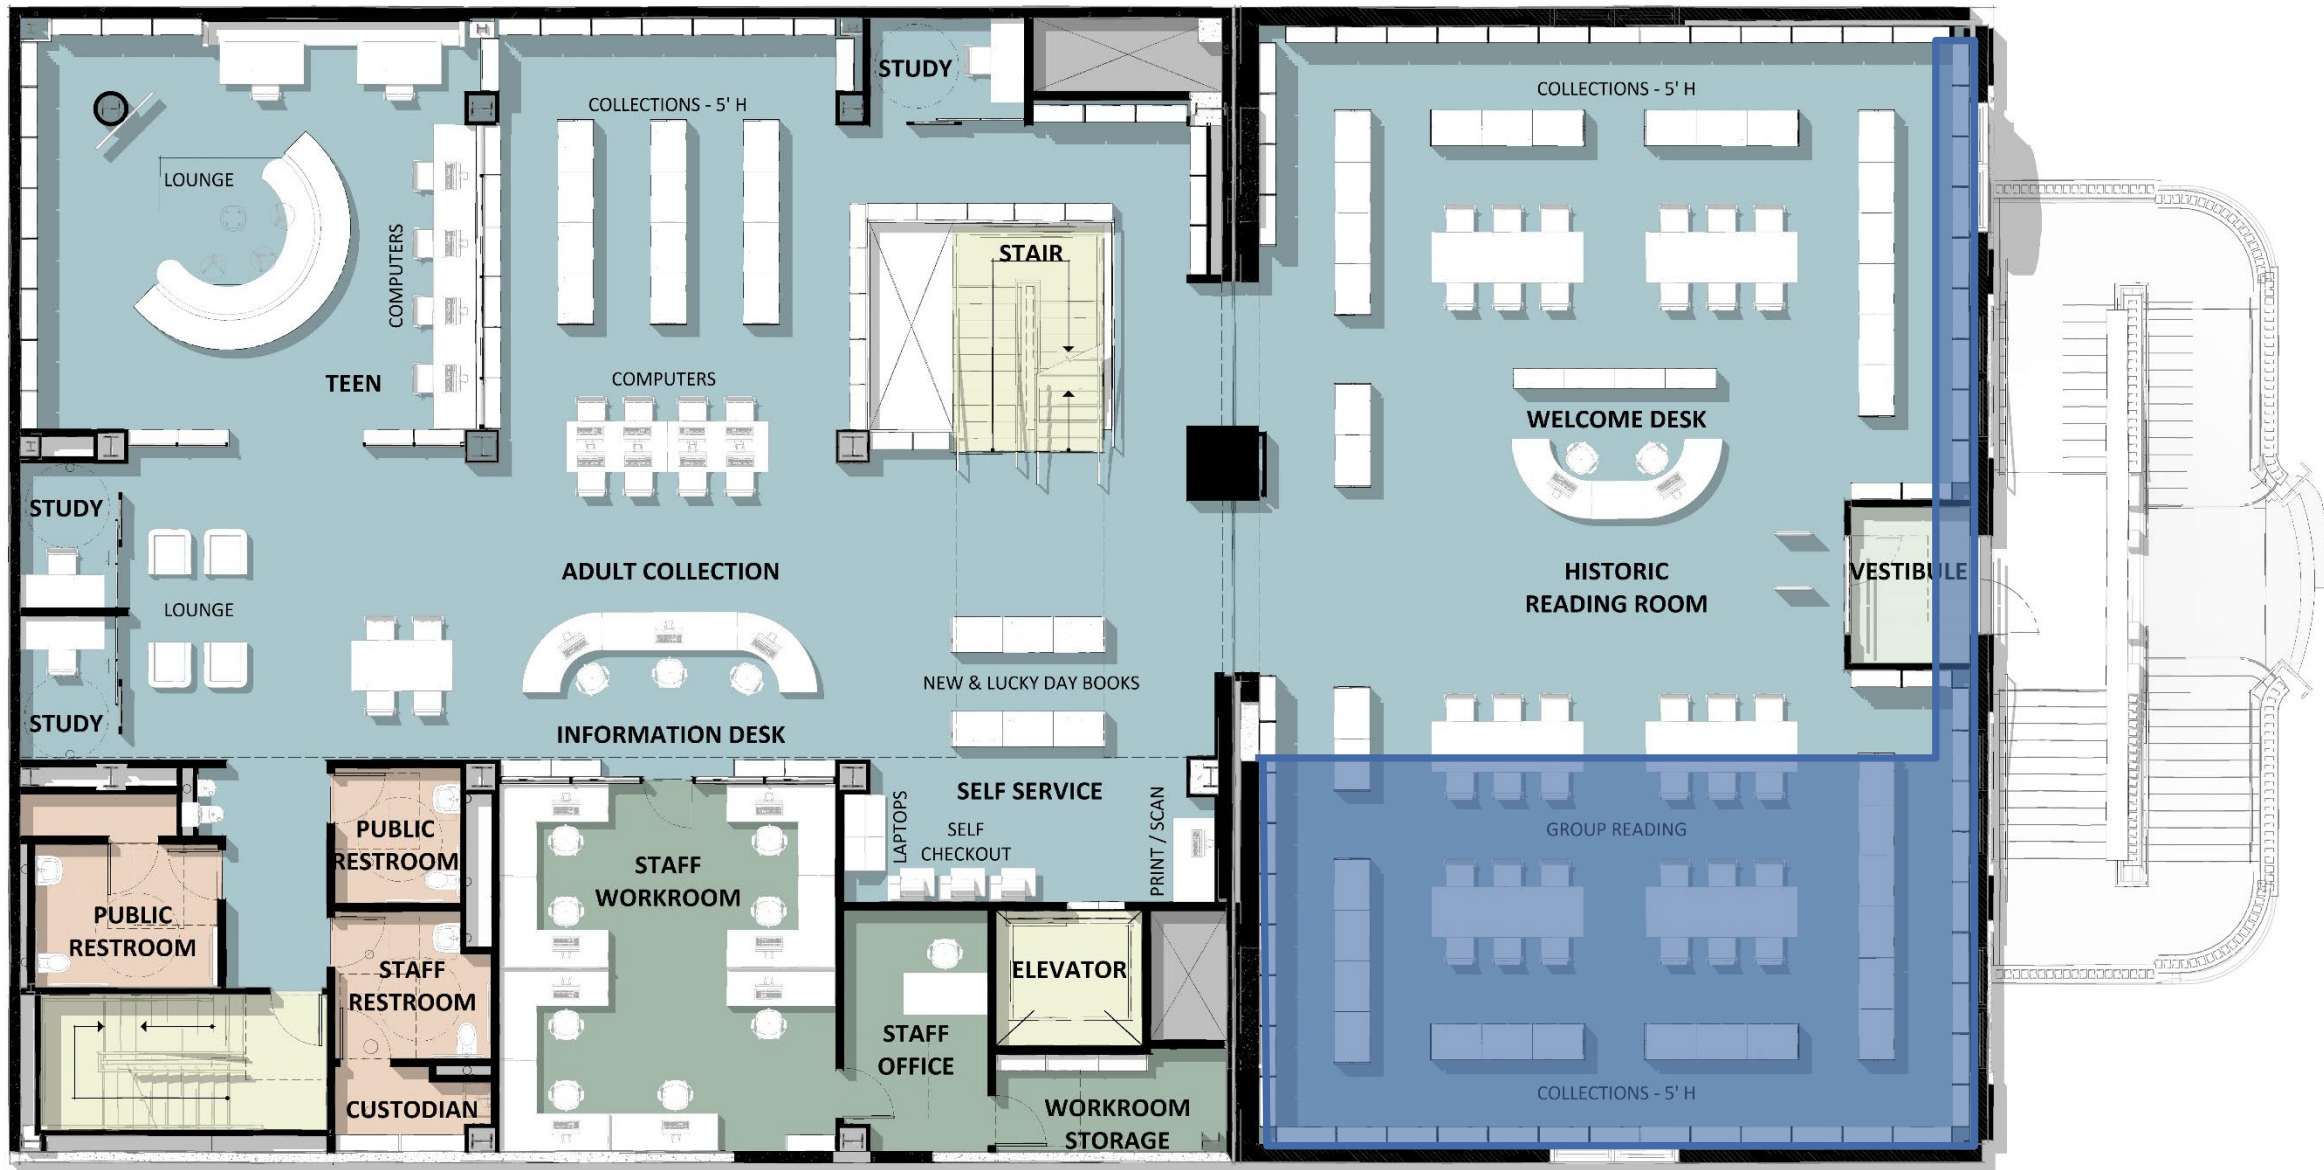 STUDY
COLLECTIONS - 5' H
COLLECTIONS - 5' H
LOUNGE
COMPUTERS
TEEN
COMPUTERS
STAIR
WELCOME DESK
STUDY
LOUNGE
STUDY
ADULT COLLECTION
HISTORIC
READING ROOM
VESTIBULE
NEW & LUCKY DAY BOOKS
INFORMATION DESK
SELF SERVICE
LAPTOPS
SELF
CHECKOUT
PRINT / SCAN
GROUP READING
PUBLIC
RESTROOM
PUBLIC
RESTROOM
STAFF
WORKROOM
STAFF
RESTROOM
ELEVATOR
STAFF
OFFICE
CUSTODIAN
WORKROOM
STORAGE
COLLECTIONS - 5' H